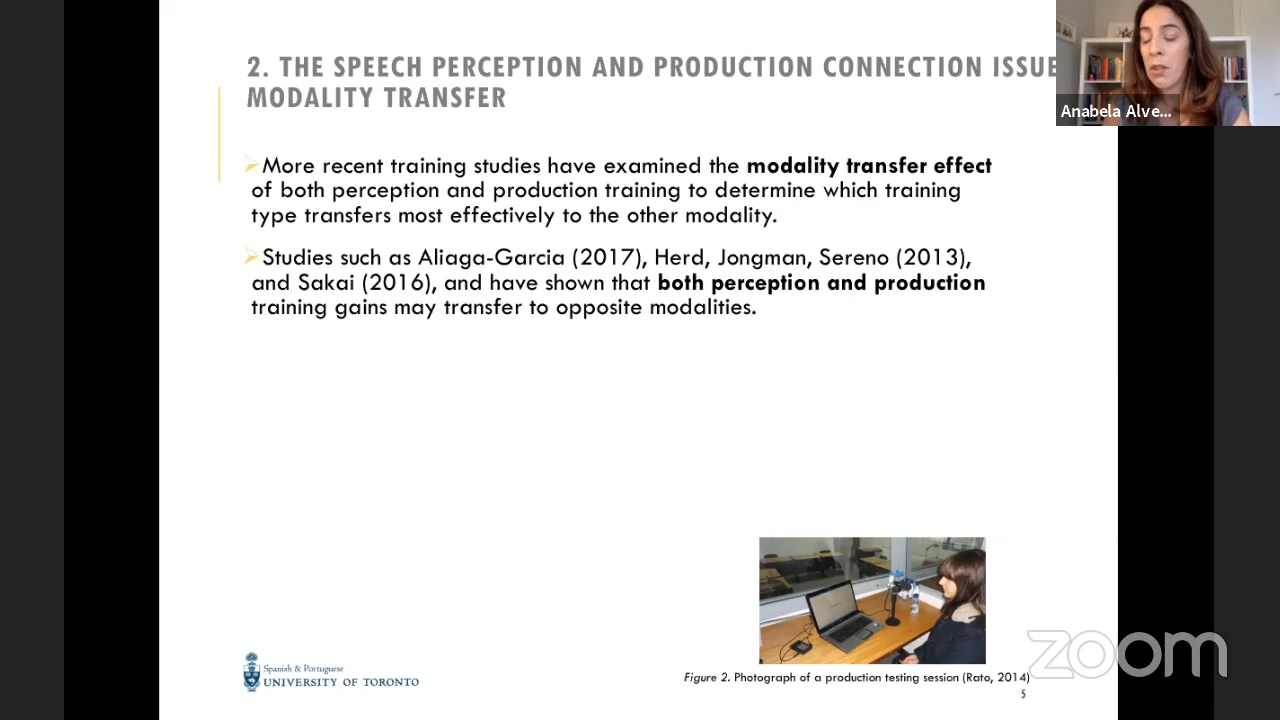 2. THE SPEECH PERCEPTION AND PRODUCTION CONNECTION ISSUE
MODALITY TRANSFER
Anabela Alve...
More recent training studies have examined the modality transfer effect
of both perception and production training to determine which training
type transfers most effectively to the other modality.
Studies such as Aliaga-Garcia (2017), Herd, Jongman, Sereno (2013),
and Sakai (2016), and have shown that both perception and production
training gains may transfer to opposite modalities.
zoom
Spanish & Portuguese
UNIVERSITY OF TORONTO
Figure 2. Photograph of a production testing session (Rato, 2014)
5